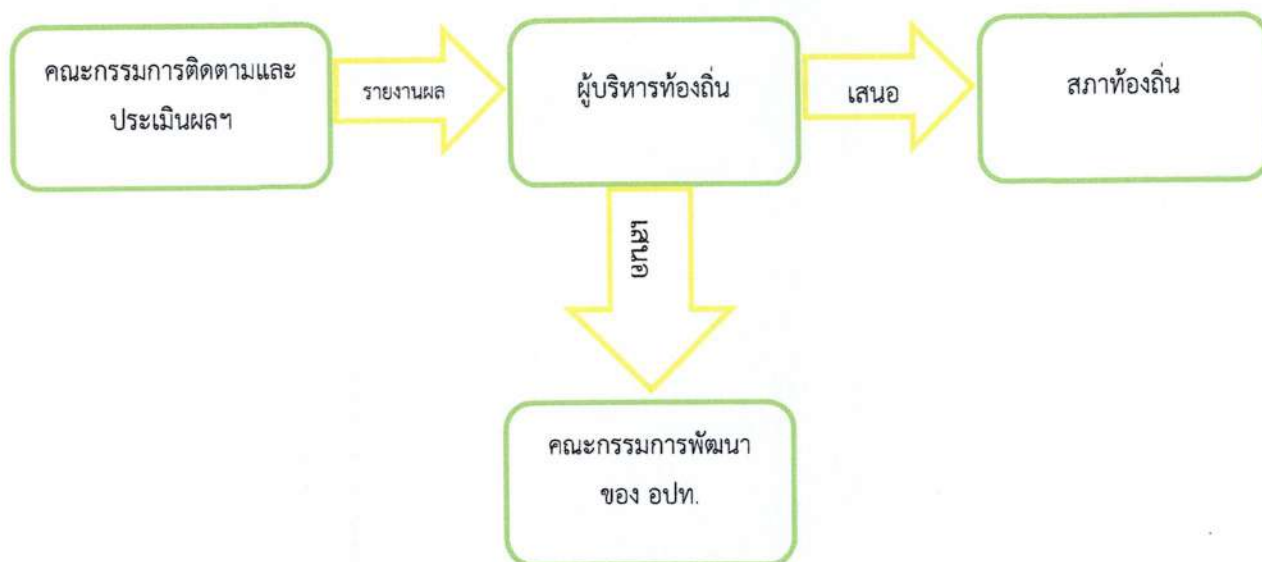 คณะกรรมการติดตามและ
ประเมินผลฯ
รายงานผล
ผู้บริหารท้องถิ่น
เสนอ
สภาท้องถิ่น
เสนอ
คณะกรรมการพัฒนา
ของ อปท.